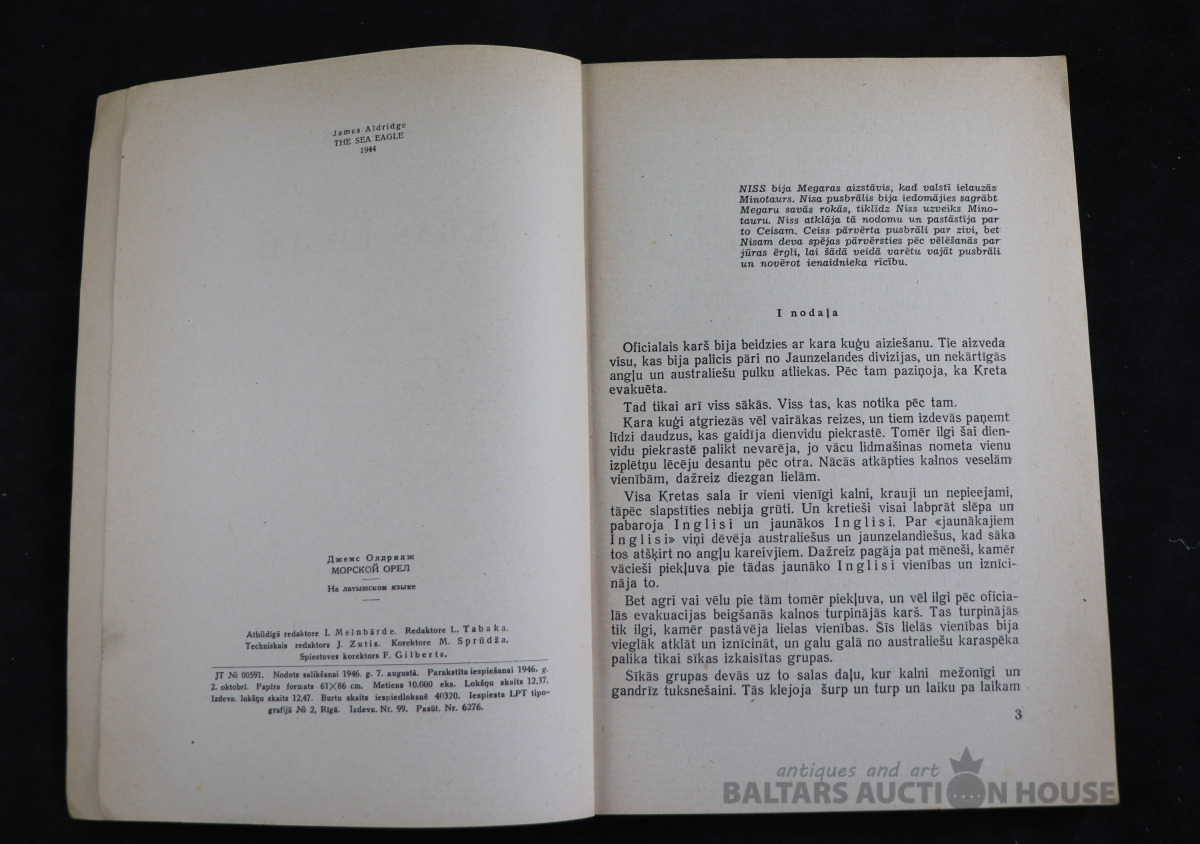 James Aldridge
THE SEA EAGLE
1944
Джемс Олдридж
МОРСКОЙ ОРЕЛ
На латышском языке
Atbildīgā redaktore I. Meinbārde. Redaktore L. Tabaka.
Techniskais redaktors J. Zutis. Korektore M. Sprūdža.
Spiestuves korektors F. Gilberts.
JT № 00591. Nodots salikšanai 1946. g. 7. augustā. Parakstīta iespiešanai 1946. g.
2. oktobrī. Papīra formats 61×86 cm. Metiens 10.000 eks. Lokšņu skaits 12,37.
Izdevn. lokšņu skaits 12,47. Burtu skaits iespiedloksnē 40320. Iespiesta LPT tipo-
grafijā № 2, Rīgā. Izdevn. Nr. 99. Pasūt. Nr. 6276.
NISS bija Megaras aizstāvis, kad valstī ielauzās
Minotaurs. Nisa pusbrālis bija iedomājies sagrābt
Megaru savās rokās, tiklīdz Niss uzveiks Mino-
tauru. Niss atklāja tā nodomu un pastāstīja par
to Ceisam. Ceiss pārvērta pusbrāli par zivi, bet
Nisam deva spējas pārvērsties pēc vēlēšanās par
jūras ērgli, lai šādā veidā varētu vajāt pusbrāli
un novērot ienaidnieka rīcību.
I nodaļa
Oficialais karš bija beidzies ar kara kuģu aiziešanu. Tie aizveda
visu, kas bija palicis pāri no Jaunzelandes divizijas, un nekārtīgās
angļu un australiešu pulku atliekas. Pēc tam paziņoja, ka Kreta
evakuēta.
Tad tikai arī viss sākās. Viss tas, kas notika pēc tam.
Kara kuģi atgriezās vēl vairākas reizes, un tiem izdevās paņemt
līdzi daudzus, kas gaidīja dienvidu piekrastē. Tomēr ilgi šai dien-
vidu piekrastē palikt nevarēja, jo vācu lidmašinas nometa vienu
izplētņu lēcēju desantu pēc otra. Nācās atkāpties kalnos veselām
vienībām, dažreiz diezgan lielām.
Visa Kretas sala ir vieni vienīgi kalni, krauji un nepieejami,
tāpēc slapstīties nebija grūti. Un kretieši visai labprāt slēpa un
pabaroja Inglisi un jaunākos Inglisi. Par «jaunākajiem
Inglisi» viņi dēvēja australiešus un jaunzelandiešus, kad sāka
tos atšķirt no angļu kareivjiem. Dažreiz pagāja pat mēneši, kamēr
vācieši piekļuva pie tādas jaunāko Inglisi vienības un iznīci-
nāja to.
Bet agri vai vēlu pie tām tomēr piekļuva, un vēl ilgi pēc oficia-
lās evakuacijas beigšanās kalnos turpinājās karš. Tas turpinājās
tik ilgi, kamēr pastāvēja lielas vienības. Šīs lielās vienības bija
vieglāk atklāt un iznīcināt, un galu galā no australiešu karaspēka
palika tikai sīkas izkaisītas grupas.
Sīkās grupas devās uz to salas daļu, kur kalni mežonīgi un
gandrīz tuksnešaini. Tās klejoja šurp un turp un laiku pa laikam
3
antiques and art
BALTARS AUCTION HOUSE